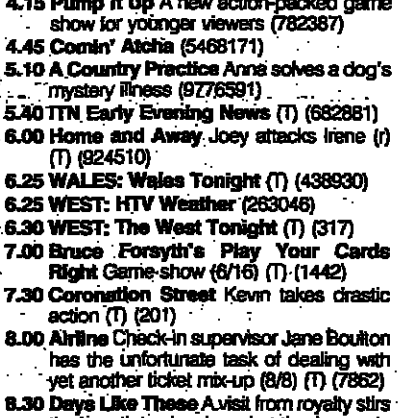 4.15 Pump It Up A new action-packed game
show for younger viewers (782387)
4.45 Comin' Atcha (5468171)
5.10 A Country Practice Anna solves a dog's
mystery illness (9776591)
5.40 ITN Early Evening News (T) (682881)
6.00 Home and Away Joey attacks Irene (r)
(T) (924510)
6.25 WALES: Wales Tonight (T) (438930)
6.25 WEST: HTV Weather (263046)
6.30 WEST: The West Tonight (T) (317)
7.00 Bruce Forsyth's Play Your Cards
Right Game-show (6/16) (T) (1442)
7.30 Coronation Street Kevin takes drastic
action (T) (201)
8.00 Airline Check-in supervisor Jane Boulton
has the unfortunate task of dealing with
yet another ticket mix-up (8/8) (T) (7862)
8.30 Days Like These A visit from royalty stirs